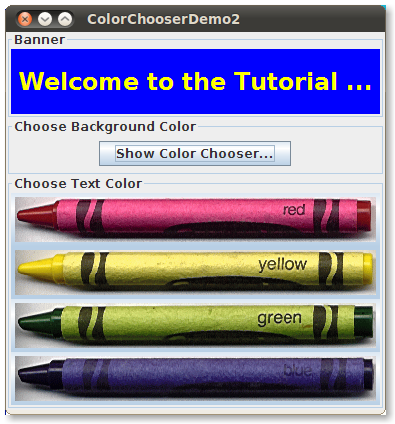 ColorChooserDemo2
Banner
Welcome to the Tutorial ...
Choose Background Color
Show Color Chooser...
Choose Text Color
red
yellow
green
blue